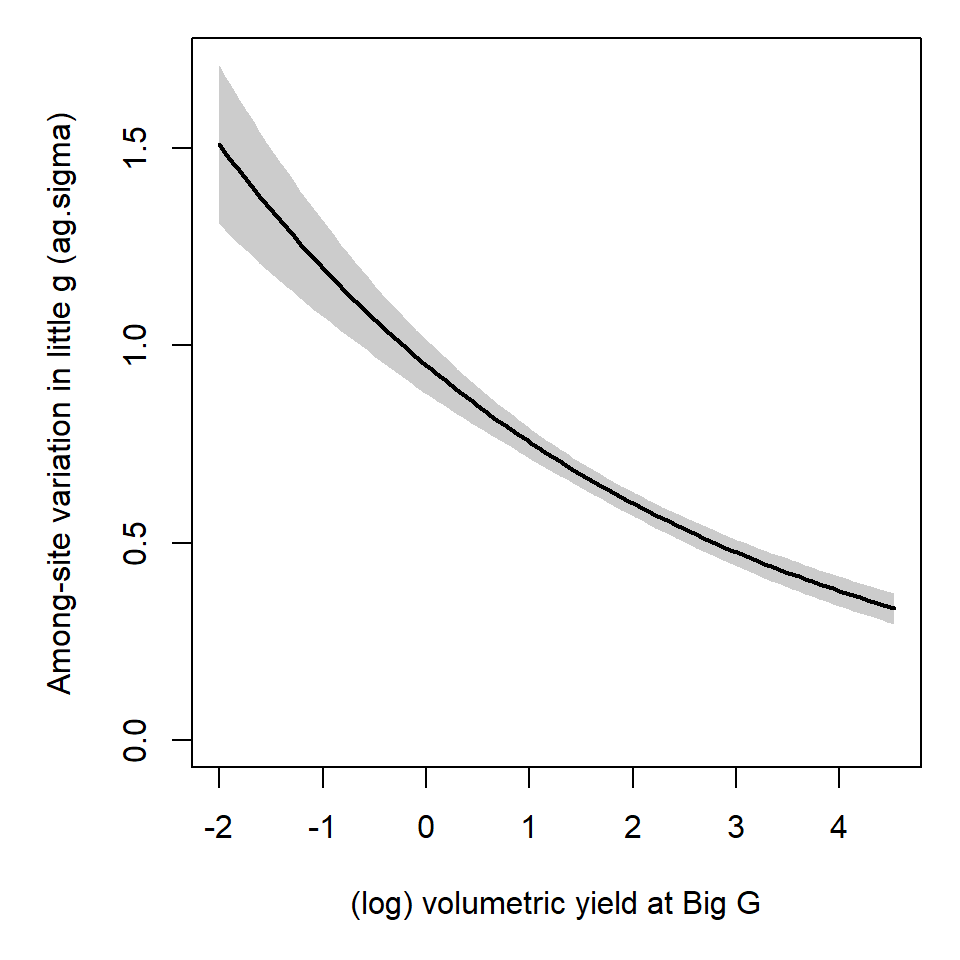 Among-site variation in little g (ag.sigma)
1.5
1.0
0.5
0.0
-2 -1 0 1 2 3 4
(log) volumetric yield at Big G